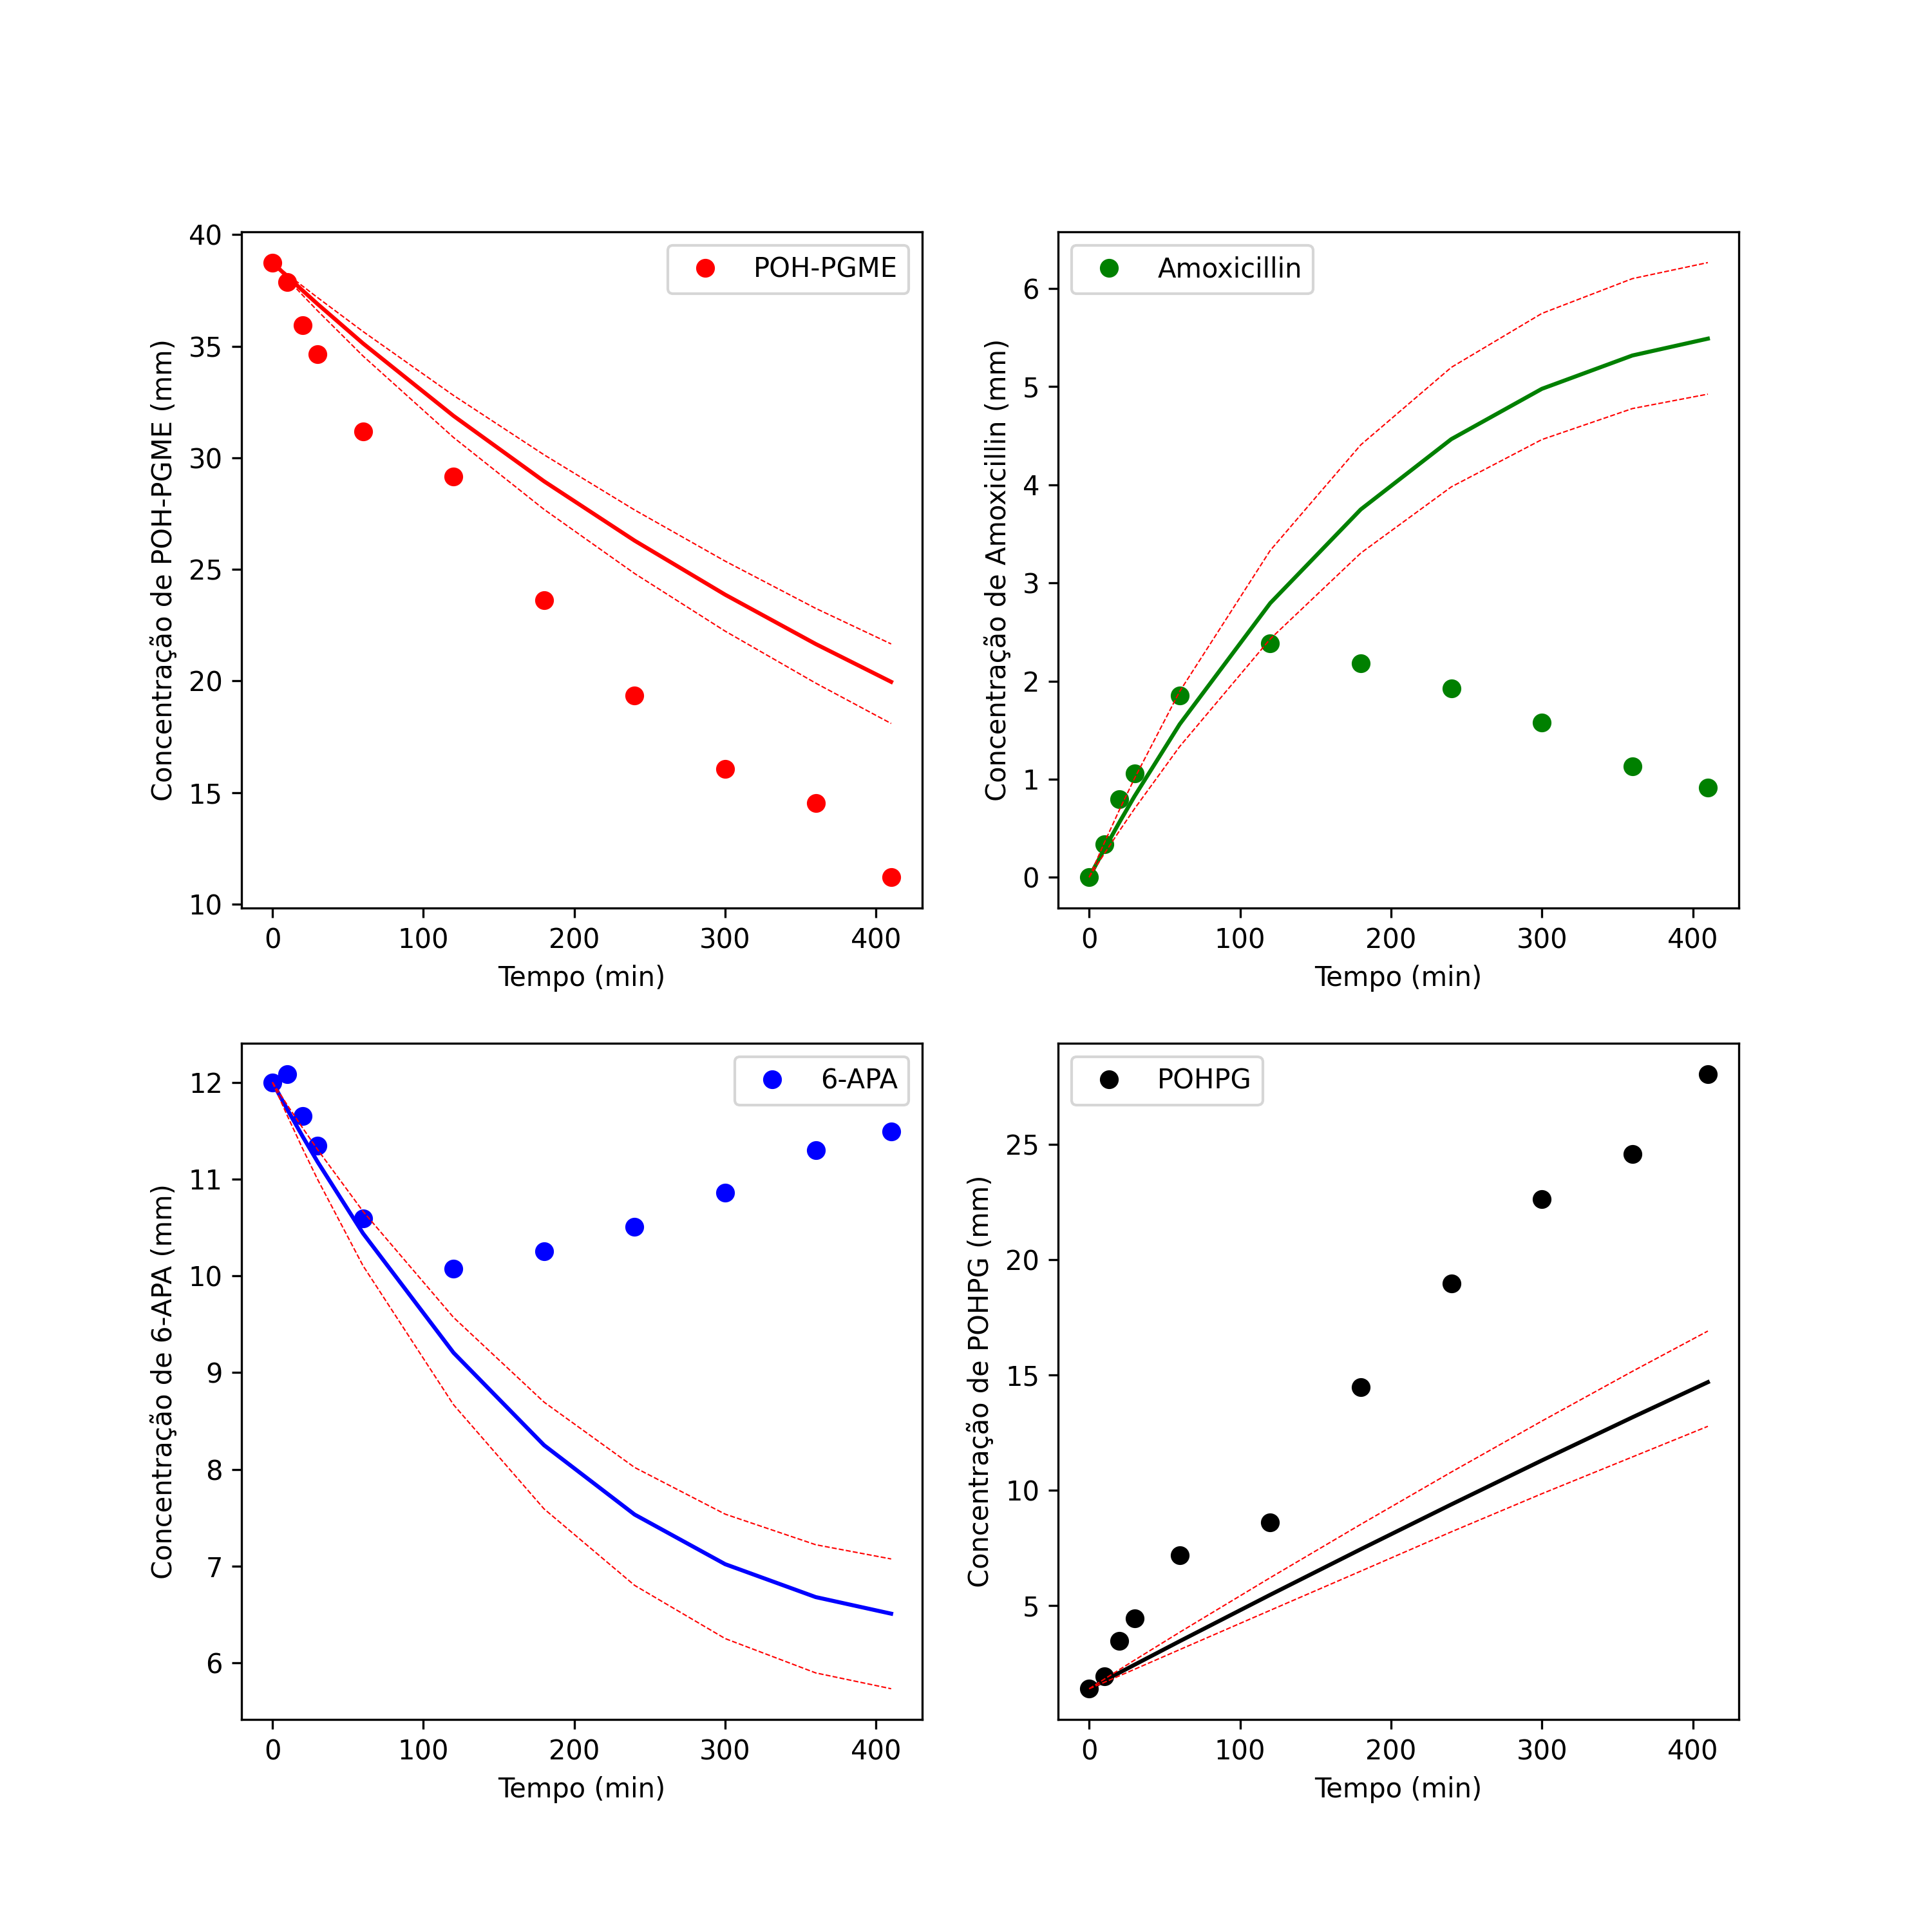 POH-PGME
Concentração de POH-PGME (mm)
40
35
30
25
20
15
10
0 100 200 300 400
Tempo (min)
Amoxicillin
Concentração de Amoxicillin (mm)
6
5
4
3
2
1
0
0 100 200 300 400
Tempo (min)
6-APA
Concentração de 6-APA (mm)
12
11
10
9
8
7
6
0 100 200 300 400
Tempo (min)
POHPG
Concentração de POHPG (mm)
25
20
15
10
5
0 100 200 300 400
Tempo (min)